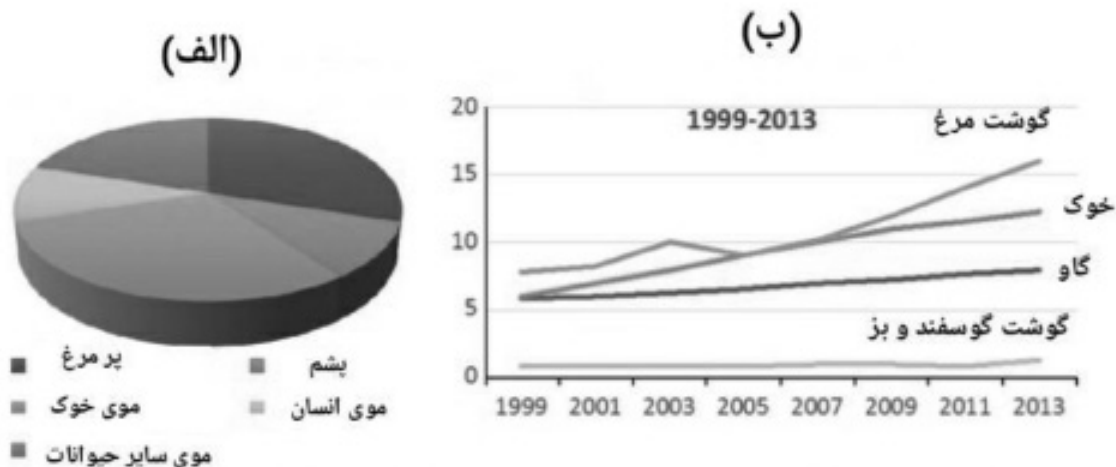 (الف)
پر مرغ
پشم
موی خوک
موی انسان
موی سایر حیوانات
(ب)
1999-2013
20
15
10
5
0
گوشت مرغ
خوک
گاو
گوشت گوسفند و بز
1999 2001 2003 2005 2007 2009 2011 2013